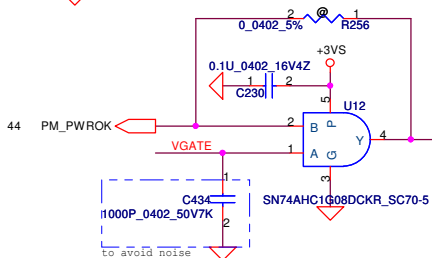 @
2 1
0_0402_5% R256
+3VS
0.1U_0402_16V4Z
1 2
C230
5
U12
44 PM_PWROK
2 B P
Y 4
VGATE
1 A G
3
1
C434
SN74AHC1G08DCKR_SC70-5
1000P_0402_50V7K
2
to avoid noise